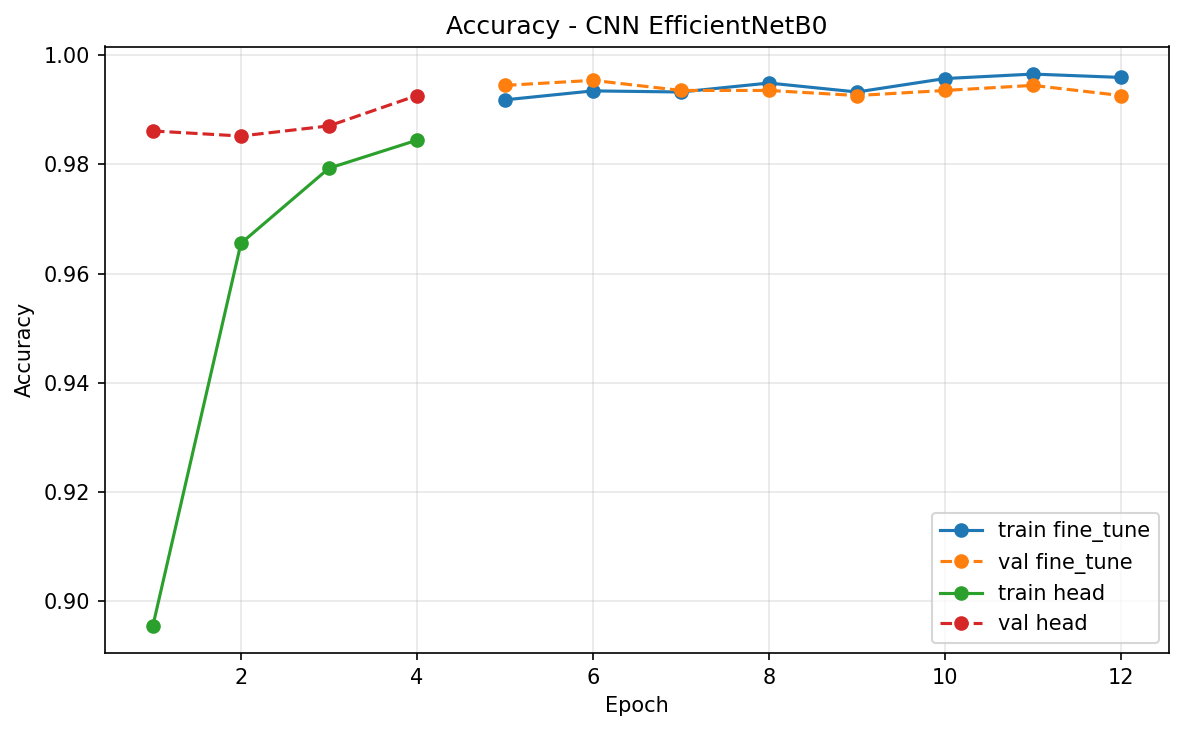 Accuracy - CNN EfficientNetB0
1.00
0.98
0.96
0.94
0.92
0.90
Accuracy
2
4
6
8
10
12
Epoch
train fine_tune
val fine_tune
train head
val head